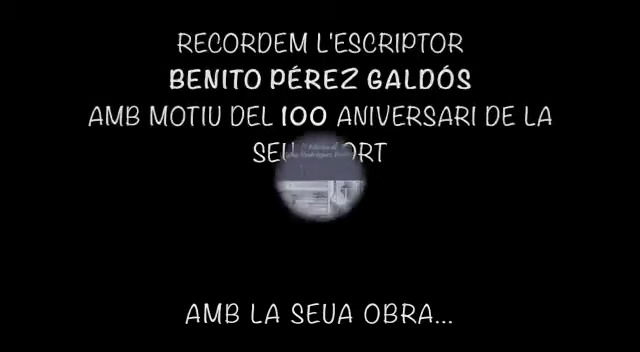 RECORDEM L'ESCRIPTOR
BENITO PÉREZ GALDÓS
AMB MOTIU DEL 100 ANIVERSARI DE LA
AMB LA SEUA OBRA...